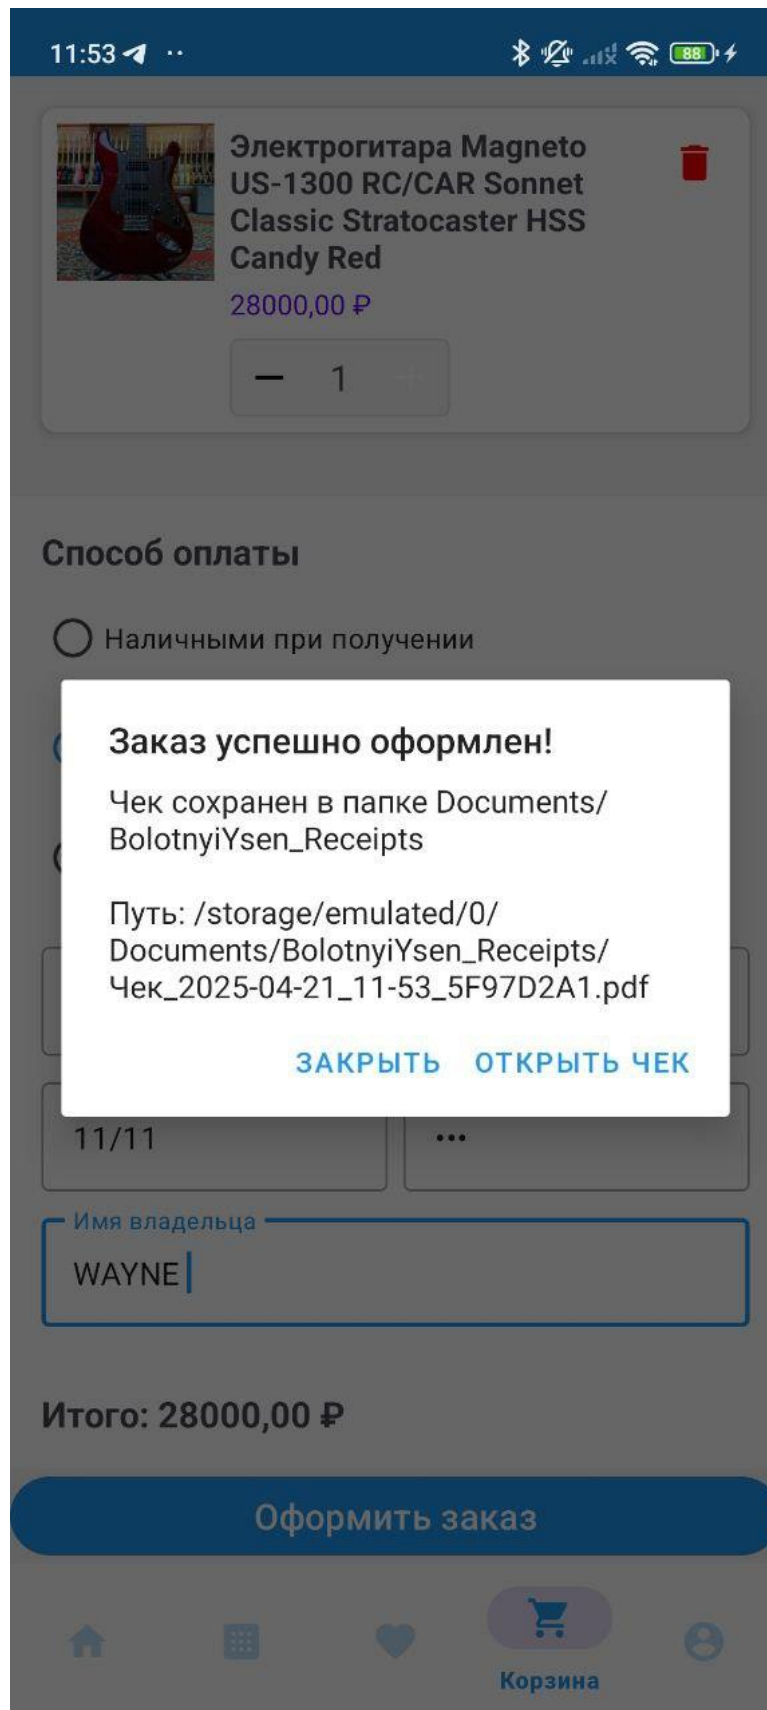 11:53
88
Электрогитара Magneto
US-1300 RC/CAR Sonnet
Classic Stratocaster HSS
Candy Red
28000,00 ₽
— 1 +
Способ оплаты
Наличными при получении
Заказ успешно оформлен!
Чек сохранен в папке Documents/
BolotnyiYsen_Receipts
Путь: /storage/emulated/0/
Documents/BolotnyiYsen_Receipts/
Чек_2025-04-21_11-53_5F97D2A1.pdf
ЗАКРЫТЬ ОТКРЫТЬ ЧЕК
11/11 •••
Имя владельца
WAYNE
Итого: 28000,00 ₽
Оформить заказ
Корзина